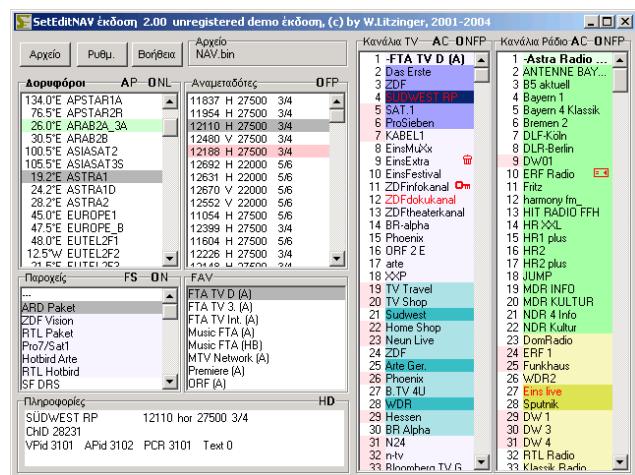 SetEditNAV έκδοση 2.00 unregistered demo έκδοση, (c) by W.Litzinger, 2001-2004
Αρχείο
Ρυθμ.
Βοήθεια
Αρχείο
NAV.bin
Δορυφόροι AP ONL
134.0°E APSTAR1A
76.5°E APSTAR2R
26.0°E ARAB2A_3A
30.5°E ARAB2B
100.5°E ASIASAT2
105.5°E ASIASAT3S
19.2°E ASTRA1
24.2°E ASTRA1D
28.2°E ASTRA2
45.0°E EUROPE1
47.5°E EUROPE_B
48.0°E EUTEL2F1
12.5°W EUTEL2F2
21.5°E EUTEL2F3
Αναμεταδότες OFP
11837 H 27500 3/4
11954 H 27500 3/4
12110 H 27500 3/4
12480 V 27500 3/4
12188 H 27500 3/4
12692 H 22000 5/6
12631 V 22000 5/6
12670 V 22000 5/6
12552 V 22000 5/6
11054 H 27500 5/6
12399 H 27500 3/4
11604 H 27500 5/6
12226 H 27500 3/4
12148 H 27500 3/4
Παροχείς FS ON
---
ARD Paket
ZDF Vision
RTL Paket
Pro7/Sat1
Hotbird Arte
RTL Hotbird
SF DRS
FAV
FTA TV D (A)
FTA TV 3. (A)
FTA TV Int. (A)
Music FTA (A)
Music FTA (HB)
MTV Network (A)
Premiere (A)
ORF (A)
Πληροφορίες HD-
SÜDWEST RP 12110 hor 27500 3/4
ChID 28231
VPid 3101 APid 3102 PCR 3101 Text 0
Κανάλια TV AC ONFP
1 -FTA TV D (A)
2 Das Erste
3 ZDF
4 SÜDWEST RP
5 SAT.1
6 ProSieben
7 KABEL1
8 EinsMuXx
9 EinsExtra
10 EinsFestival
11 ZDFinfokanal
12 ZDFdokukanal
13 ZDFtheaterkanal
14 BR-alpha
15 Phoenix
16 ORF 2 E
17 arte
18 XXP
19 TV Travel
20 TV Shop
21 Sudwest
22 Home Shop
23 Neun Live
24 ZDF
25 Arte Ger.
26 Phoenix
27 B.TV 4U
28 WDR
29 Hessen
30 BR Alpha
31 N24
32 n-tv
33 Bloomberg TV G
Κανάλια Ράδιο AC ONFP
1 -Astra Radio ...
2 ANTENNE BAY...
3 B5 aktuell
4 Bayern 1
5 Bayern 4 Klassik
6 Bremen 2
7 DLF-Köln
8 DLR-Berlin
9 DW01
10 ERF Radio
11 Fritz
12 harmony fm_
13 HIT RADIO FFH
14 HR XXL
15 HR1 plus
16 HR2
17 HR2 plus
18 JUMP
19 MDR INFO
20 MDR KULTUR
21 NDR 4 Info
22 NDR Kultur
23 DomRadio
24 ERF 1
25 Funkhaus
26 WDR2
27 Eins live
28 Sputnik
29 DW 1
30 DW 3
31 DW 4
32 RTL Radio
33 Klassik Radio